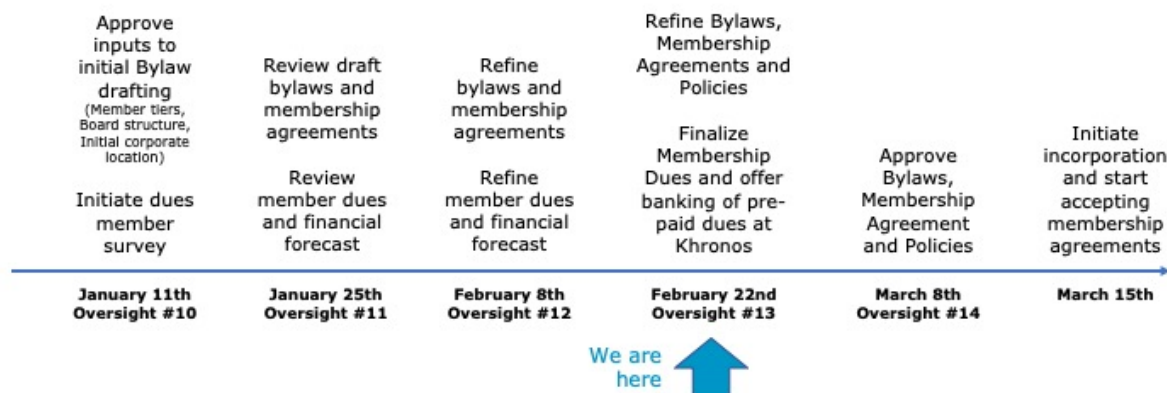 Approve
inputs to
initial Bylaw
drafting
(Member tiers,
Board structure,
Initial corporate
location)
Initiate dues
member
survey
January 11th
Oversight #10
Review draft
bylaws and
membership
agreements
Review
member dues
and financial
forecast
January 25th
Oversight #11
Refine
bylaws and
membership
agreements
Refine
member dues
and financial
forecast
February 8th
Oversight #12
Refine Bylaws,
Membership
Agreements and
Policies
Finalize
Membership
Dues and offer
banking of pre-
paid dues at
Khronos
February 22nd
Oversight #13
Approve
Bylaws,
Membership
Agreement
and Policies
March 8th
Oversight #14
Initiate
incorporation
and start
accepting
membership
agreements
March 15th
We are
here